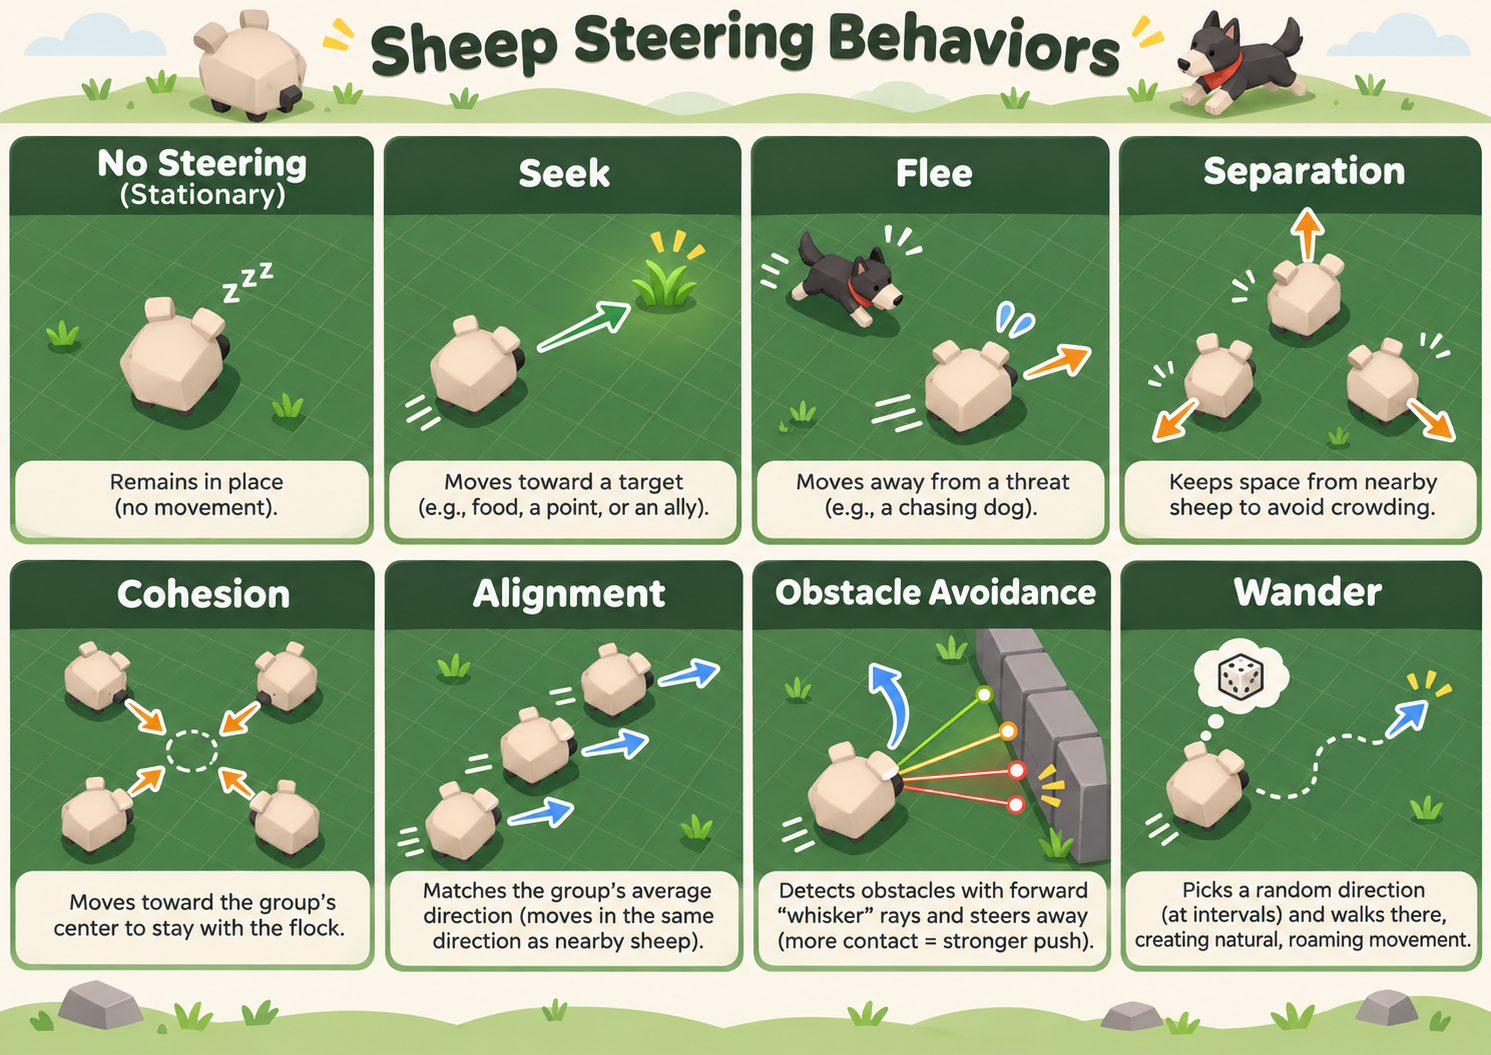 Sheep Steering Behaviors
No Steering
(Stationary)
zzz
Remains in place
(no movement).
Seek
Moves toward a target
(e.g., food, a point, or an ally).
Flee
Moves away from a threat
(e.g., a chasing dog).
Separation
Keeps space from nearby
sheep to avoid crowding.
Cohesion
Moves toward the group's
center to stay with the flock.
Alignment
Matches the group's average
direction (moves in the same
direction as nearby sheep).
Obstacle Avoidance
Detects obstacles with forward
“whisker” rays and steers away
(more contact = stronger push).
Wander
Picks a random direction
(at intervals) and walks there,
creating natural, roaming movement.